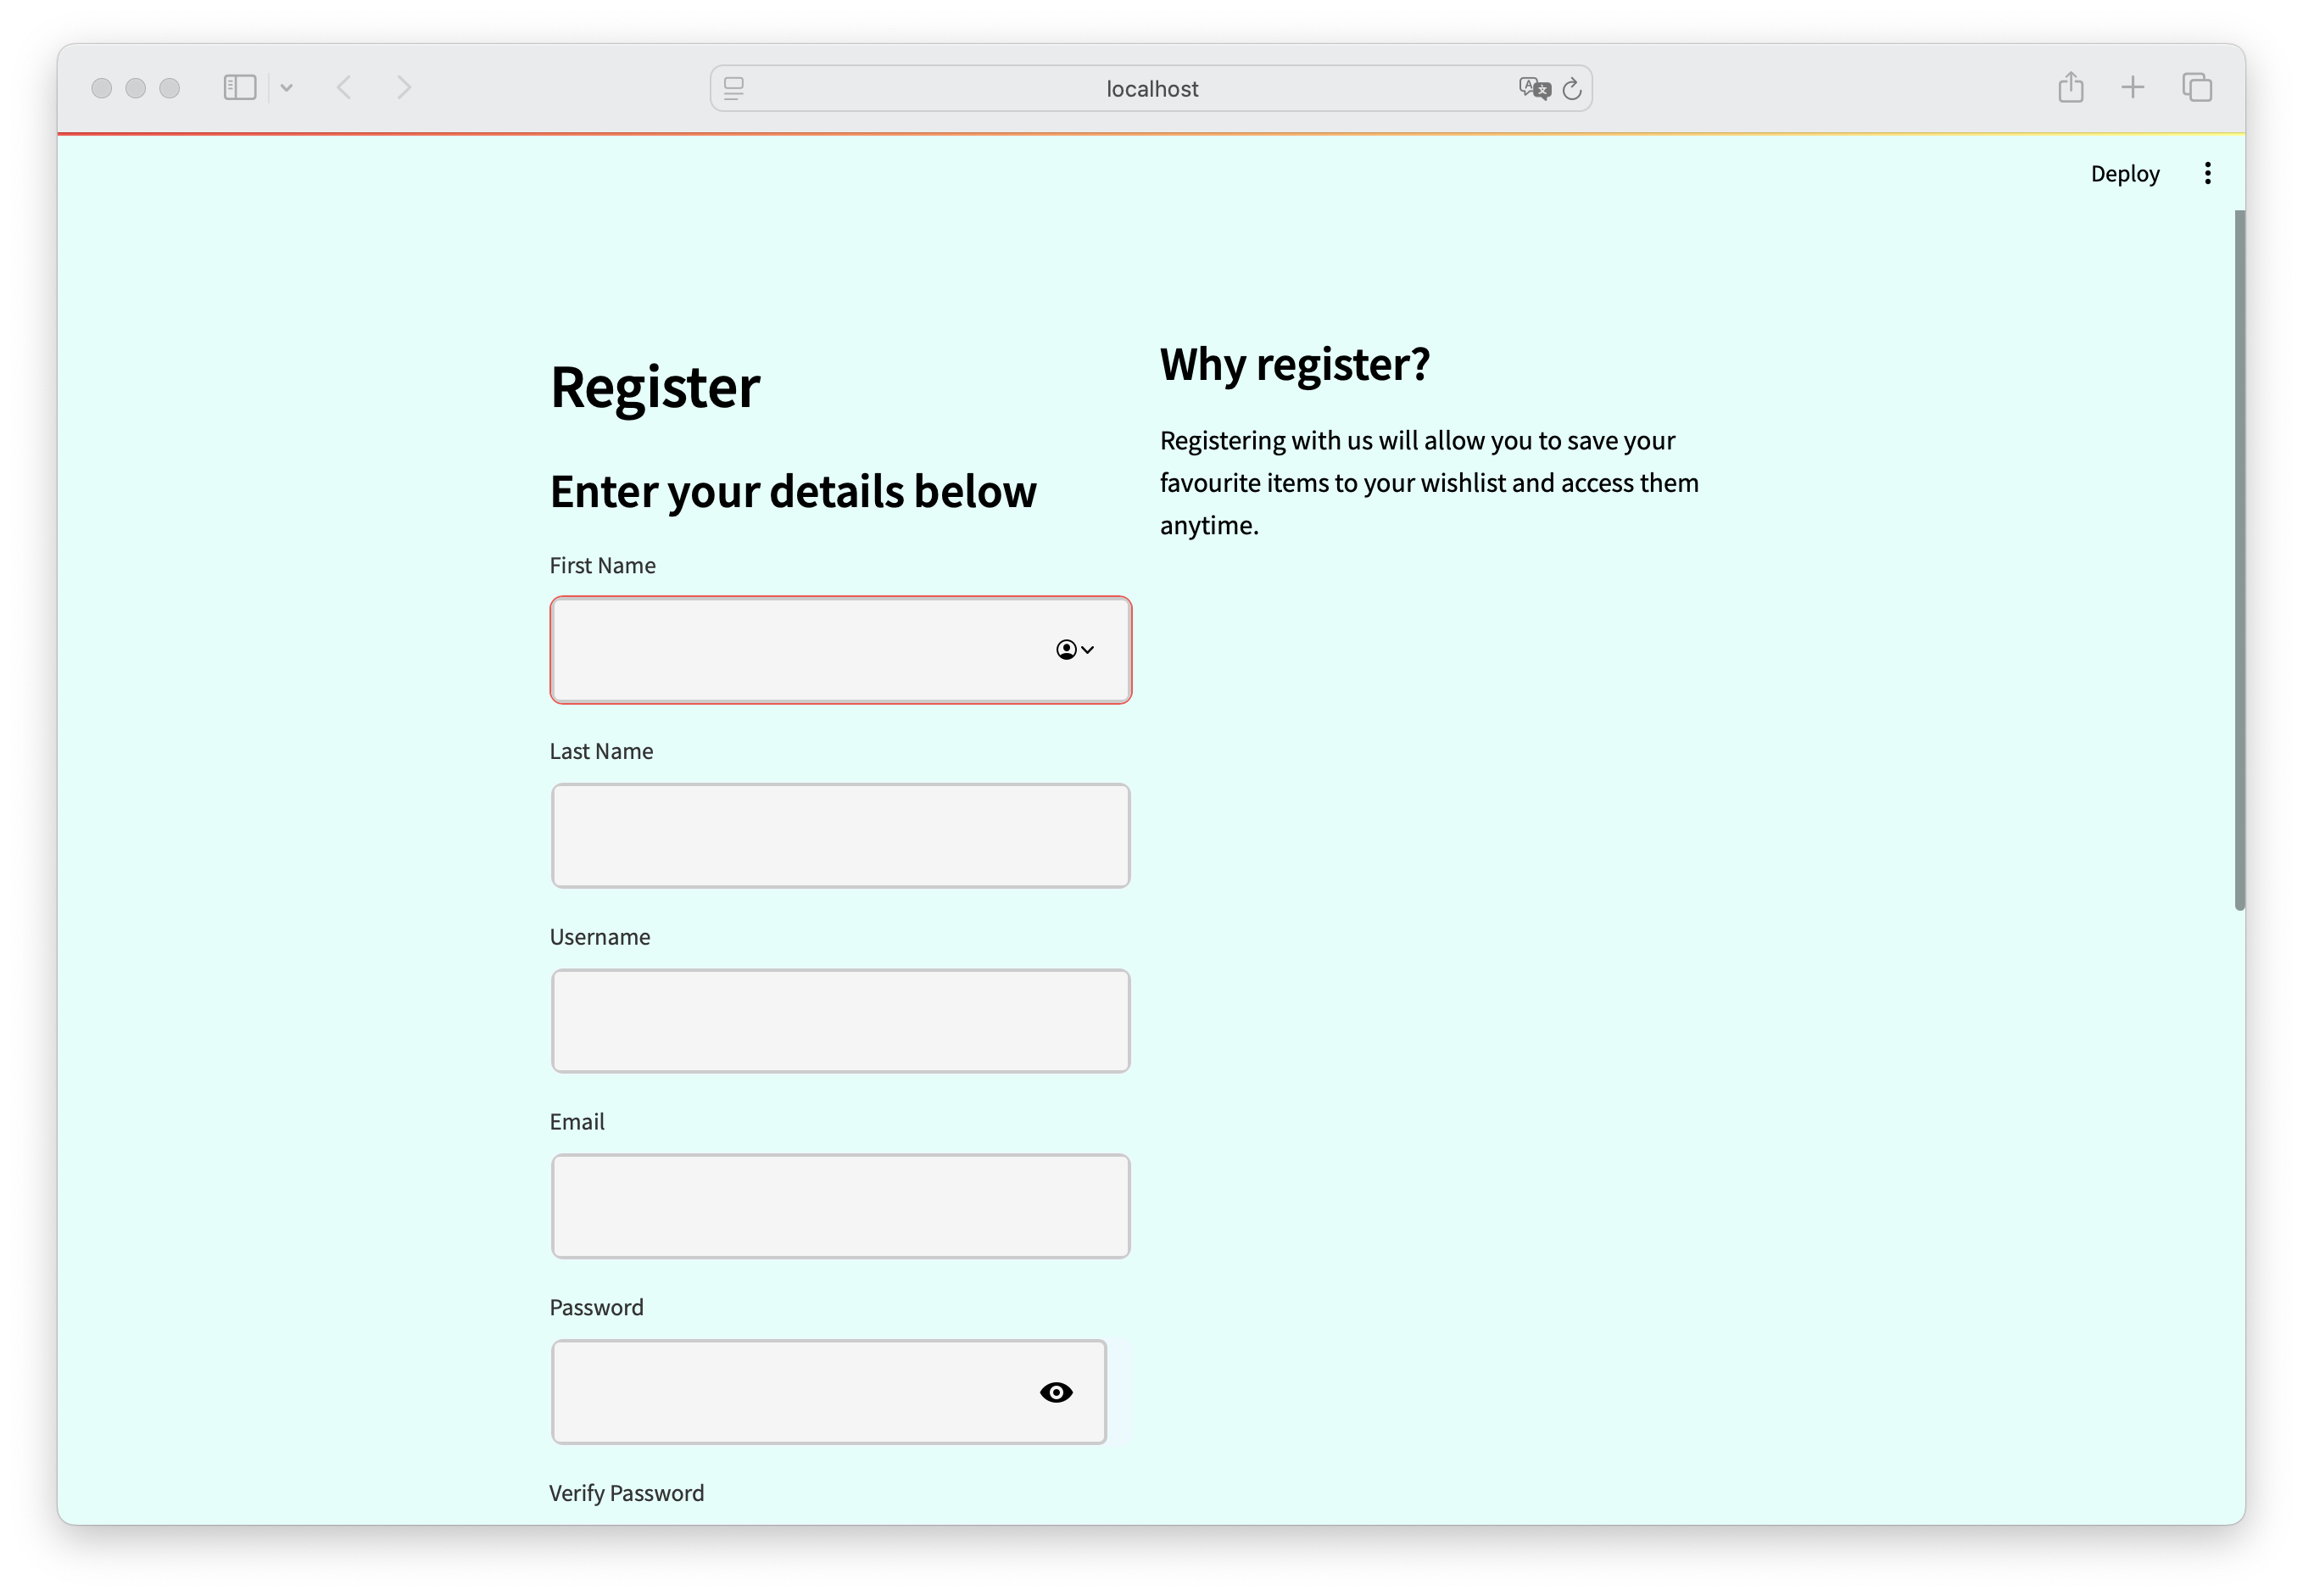 localhost
Deploy
Register
Enter your details below
First Name
Last Name
Username
Email
Password
Verify Password
Why register?
Registering with us will allow you to save your
favourite items to your wishlist and access them
anytime.